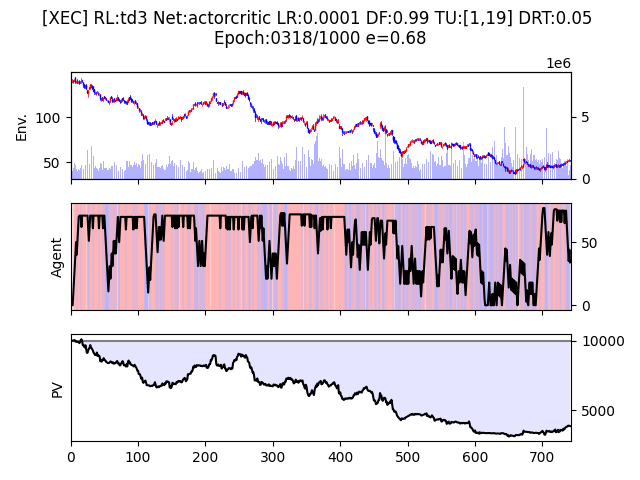 [XEC] RL:td3 Net:actorcritic LR:0.0001 DF:0.99 TU:[1,19] DRT:0.05
Epoch:0318/1000 e=0.68
1e6
Env.
100
50
5
0
Agent
50
0
PV
10000
5000
0 100 200 300 400 500 600 700